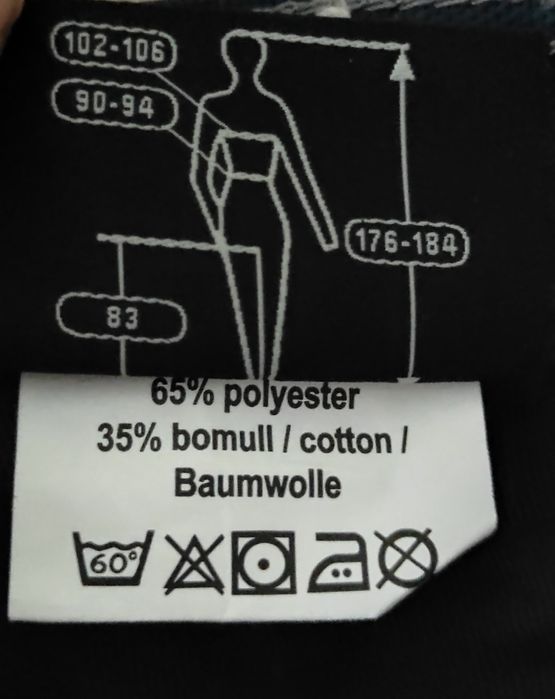 102-106
90-94
176-184
83
65% polyester
35% bomull / cotton /
Baumwolle
60°